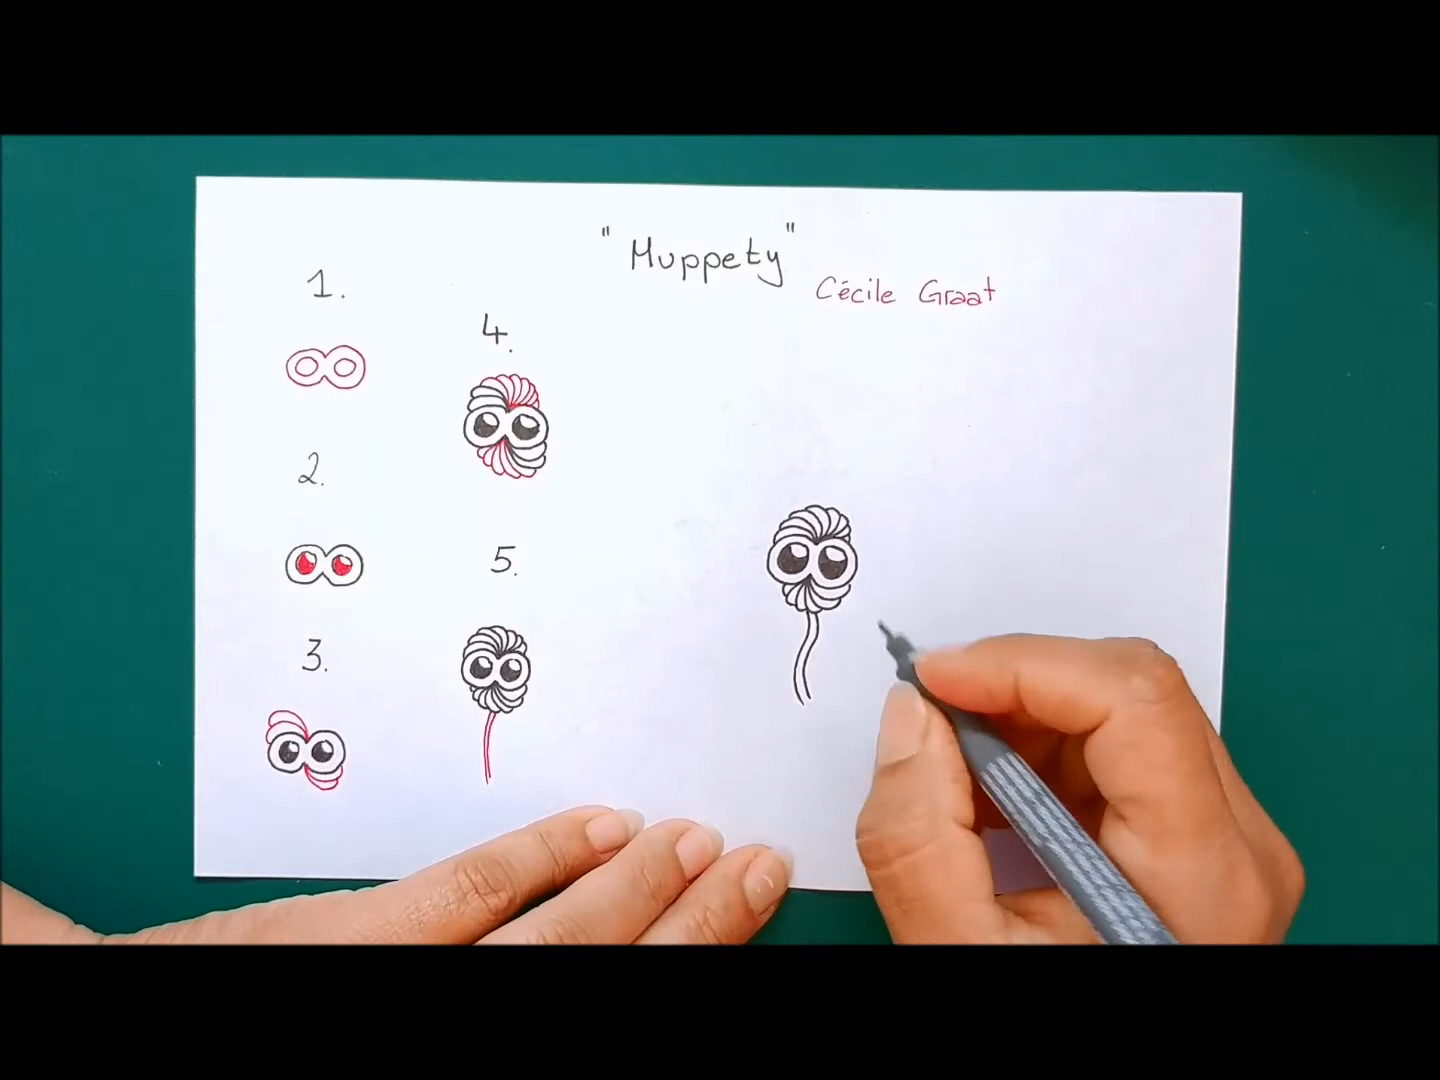 "Muppety"
Cécile Graat
1.
2.
3.
4.
5.